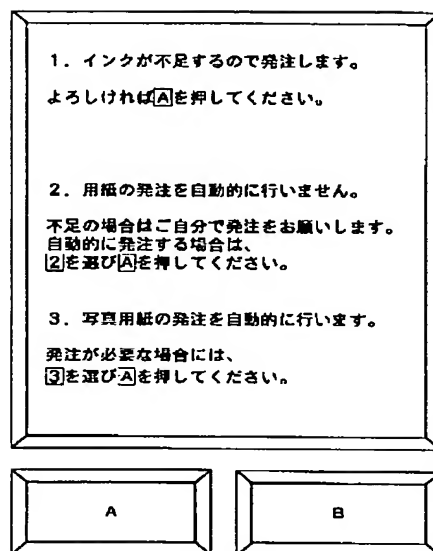 1．インクが不足するので発注します。
よろしければAを押してください。
2．用紙の発注を自動的に行いません。
不足の場合はご自分で発注をお願いします。
自動的に発注する場合は、
2を選びAを押してください。
3．写真用紙の発注を自動的に行います。
発注が必要な場合には、
3を選びAを押してください。
A
B